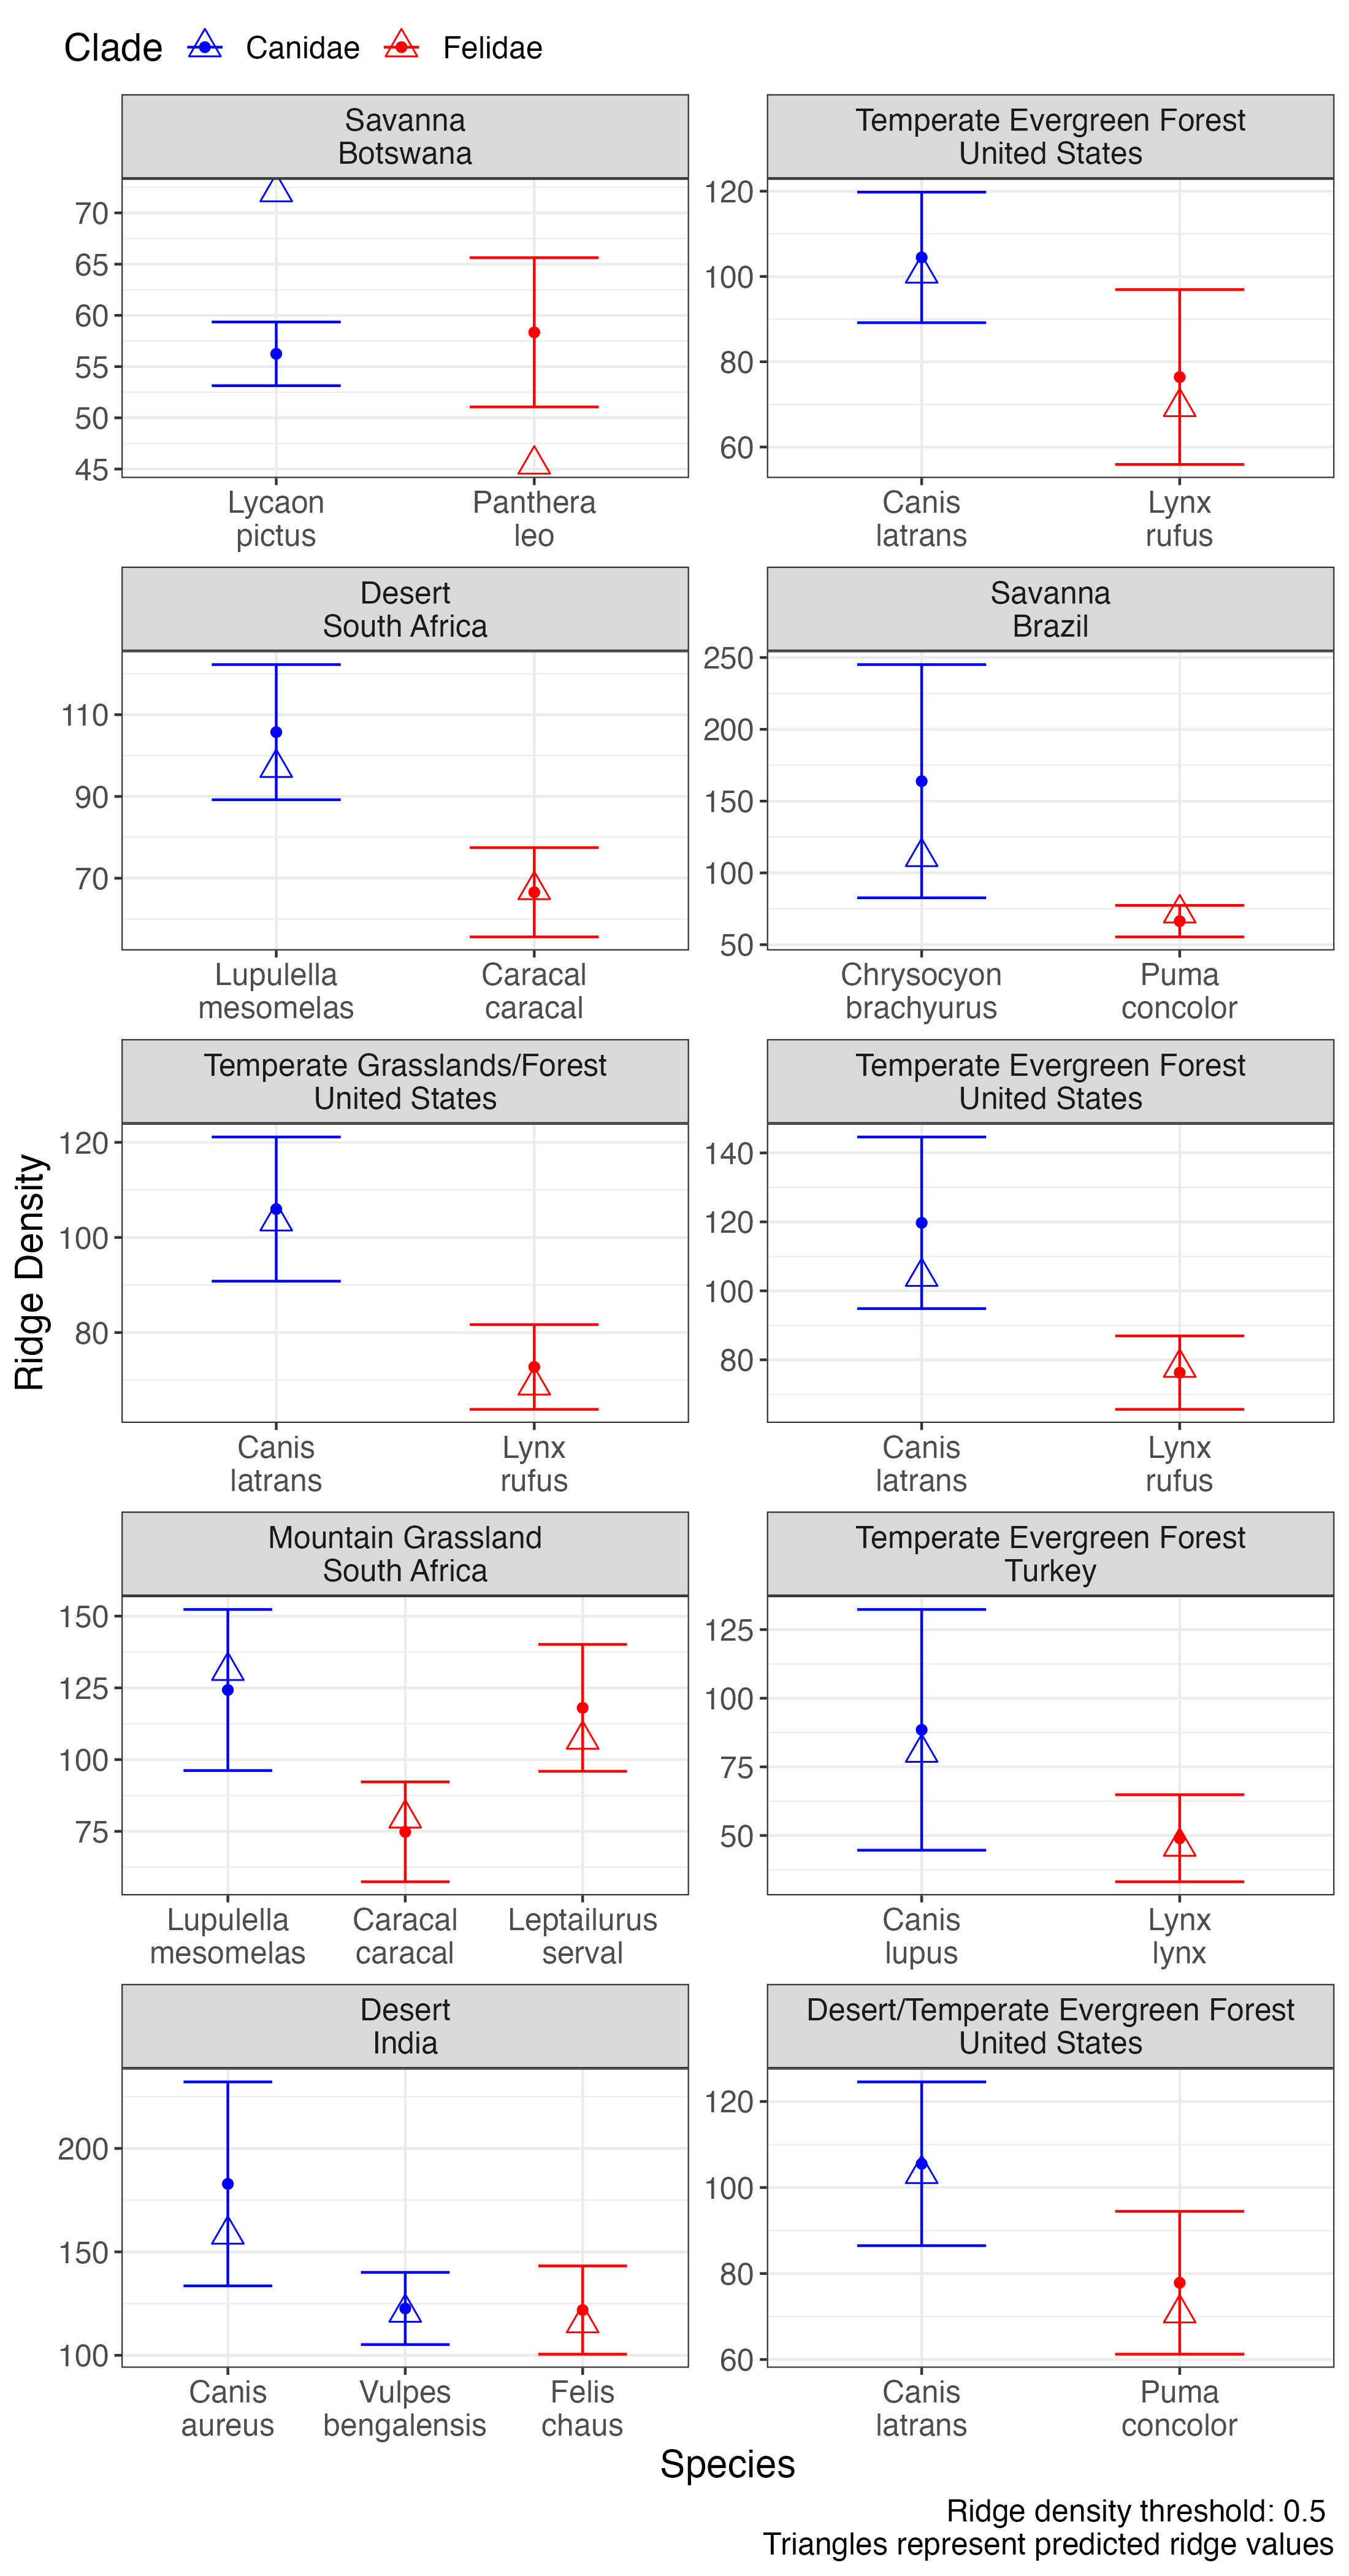 Clade Canidae Felidae
Savanna
Botswana
70
65
60
55
50
45
Lycaon Panthera
pictus leo
Temperate Evergreen Forest
United States
120
100
80
60
Canis Lynx
latrans rufus
Desert
South Africa
110
90
70
Lupulella Caracal
mesomelas caracal
Savanna
Brazil
250
200
150
100
50
Chrysocyon Puma
brachyurus concolor
Temperate Grasslands/Forest
United States
120
100
80
Canis Lynx
latrans rufus
Temperate Evergreen Forest
United States
140
120
100
80
Canis Lynx
latrans rufus
Ridge Density
Mountain Grassland
South Africa
150
125
100
75
Lupulella Caracal Leptailurus
mesomelas caracal serval
Temperate Evergreen Forest
Turkey
125
100
75
50
Canis Lynx
lupus lynx
Desert
India
200
150
100
Canis Vulpes Felis
aureus bengalensis chaus
Desert/Temperate Evergreen Forest
United States
120
100
80
60
Canis Puma
latrans concolor
Species
Ridge density threshold: 0.5
Triangles represent predicted ridge values